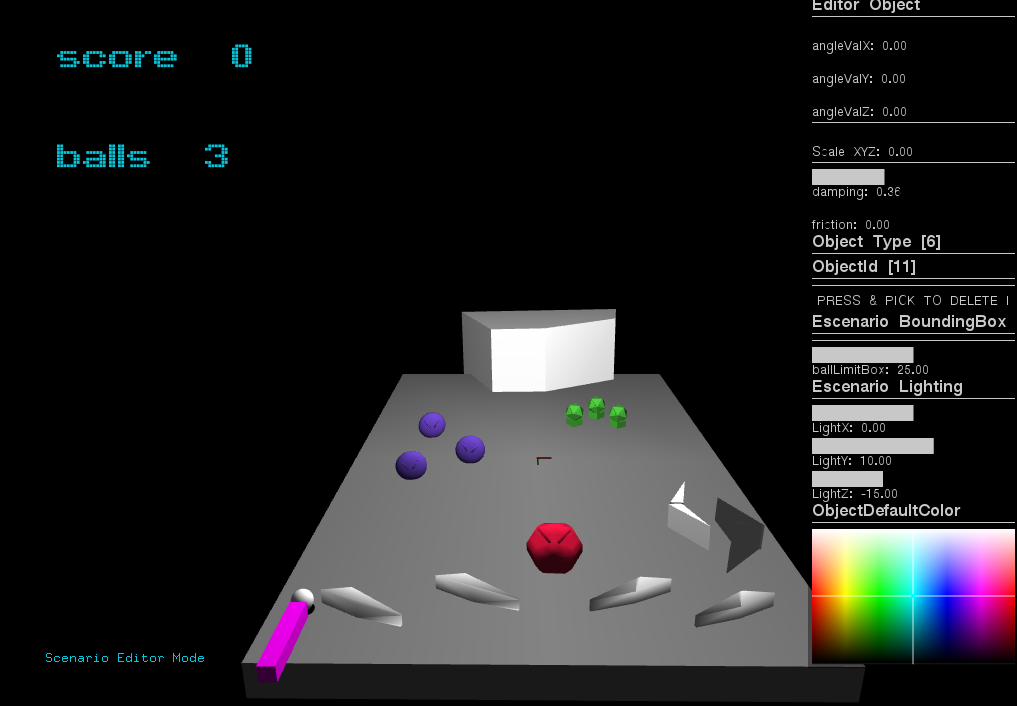 score 0
balls 3
Scenario Editor Mode
Editor Object
angleValX: 0.00
angleValY: 0.00
angleValZ: 0.00
Scale XYZ: 0.00
damping: 0.36
friction: 0.00
Object Type [6]
ObjectId [11]
PRESS & PICK TO DELETE !
Escenario BoundingBox
ballLimitBox: 25.00
Escenario Lighting
LightX: 0.00
LightY: 10.00
LightZ: -15.00
ObjectDefaultColor